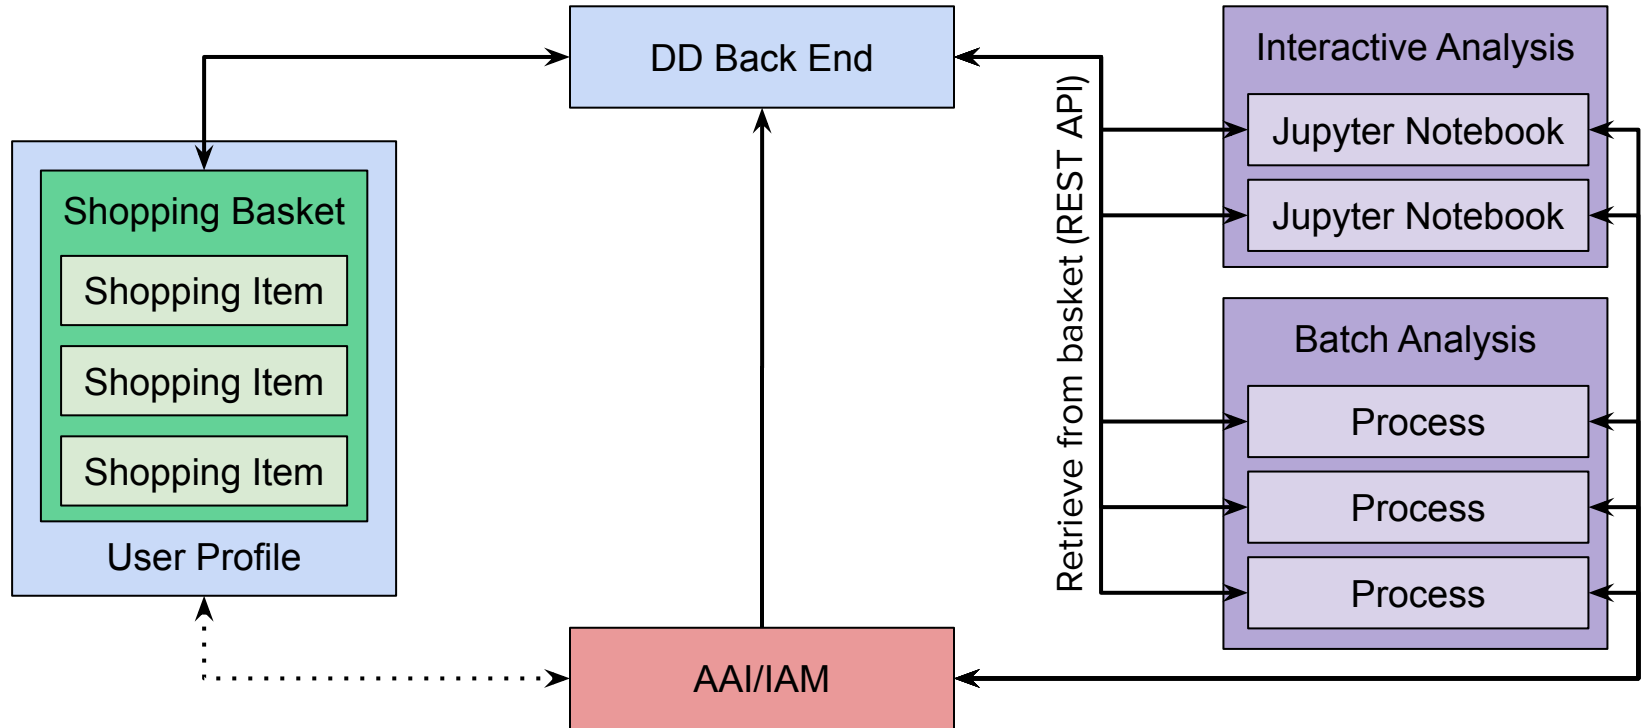 DD Back End
Shopping Basket
Shopping Item
Shopping Item
Shopping Item
User Profile
AAI/IAM
Retrieve from basket (REST API)
Interactive Analysis
Jupyter Notebook
Jupyter Notebook
Batch Analysis
Process
Process
Process